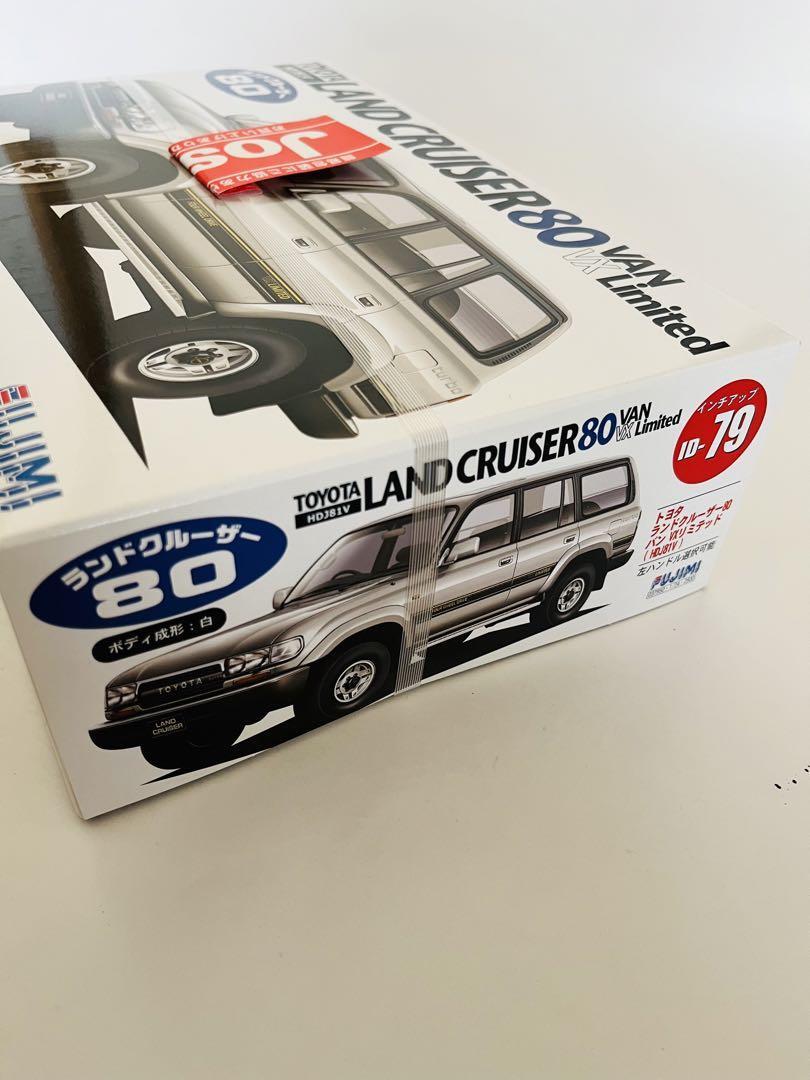 80
LAND CRUISER 80 VAN
VX Limited
JOS
turbo
FUJIMI
TOYOTA
HDJ81V
LAND CRUISER 80 VAN
VX Limited
インチアップ
ID-79
ランドクルーザー
80
ボディ成形：白
トヨタ
ランドクルーザー80
バン VXリミテッド
(HDJ81V)
左ハンドル選択可能
FUJIMI
TOYOTA
LAND
CRUISER